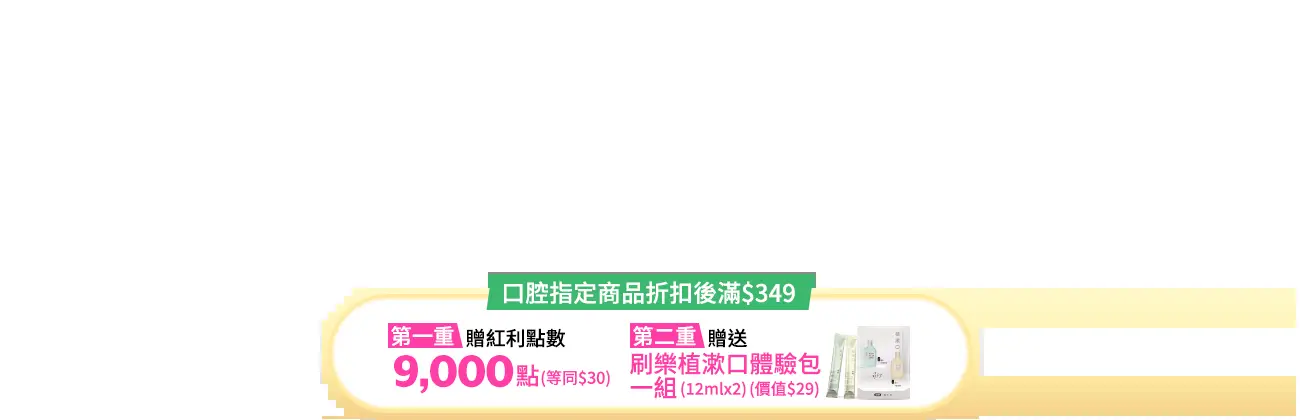 口腔指定商品折扣後滿$349
第一重 贈紅利點數
9,000點(等同$30)
第二重 贈送
刷樂植漱口體驗包
一組(12mlx2)(價值$29)